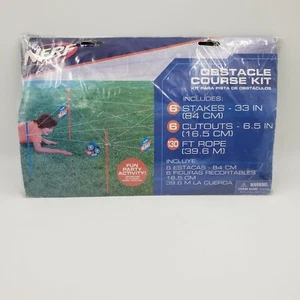 NERF
OBSTACLE
COURSE KIT
KIT PARA PISTA DE OBSTÁCULOS
INCLUDES:
6 STAKES - 33 IN
(84 CM)
6 CUTOUTS - 6.5 IN
(16.5 CM)
130 FT ROPE
(39.6 M)
FUN
PARTY
ACTIVITY!
INCLUYE:
6 ESTACAS - 84 CM
6 FIGURAS RECORTABLES
16.5 CM
39.6 M LA CUERDA
WARNING: